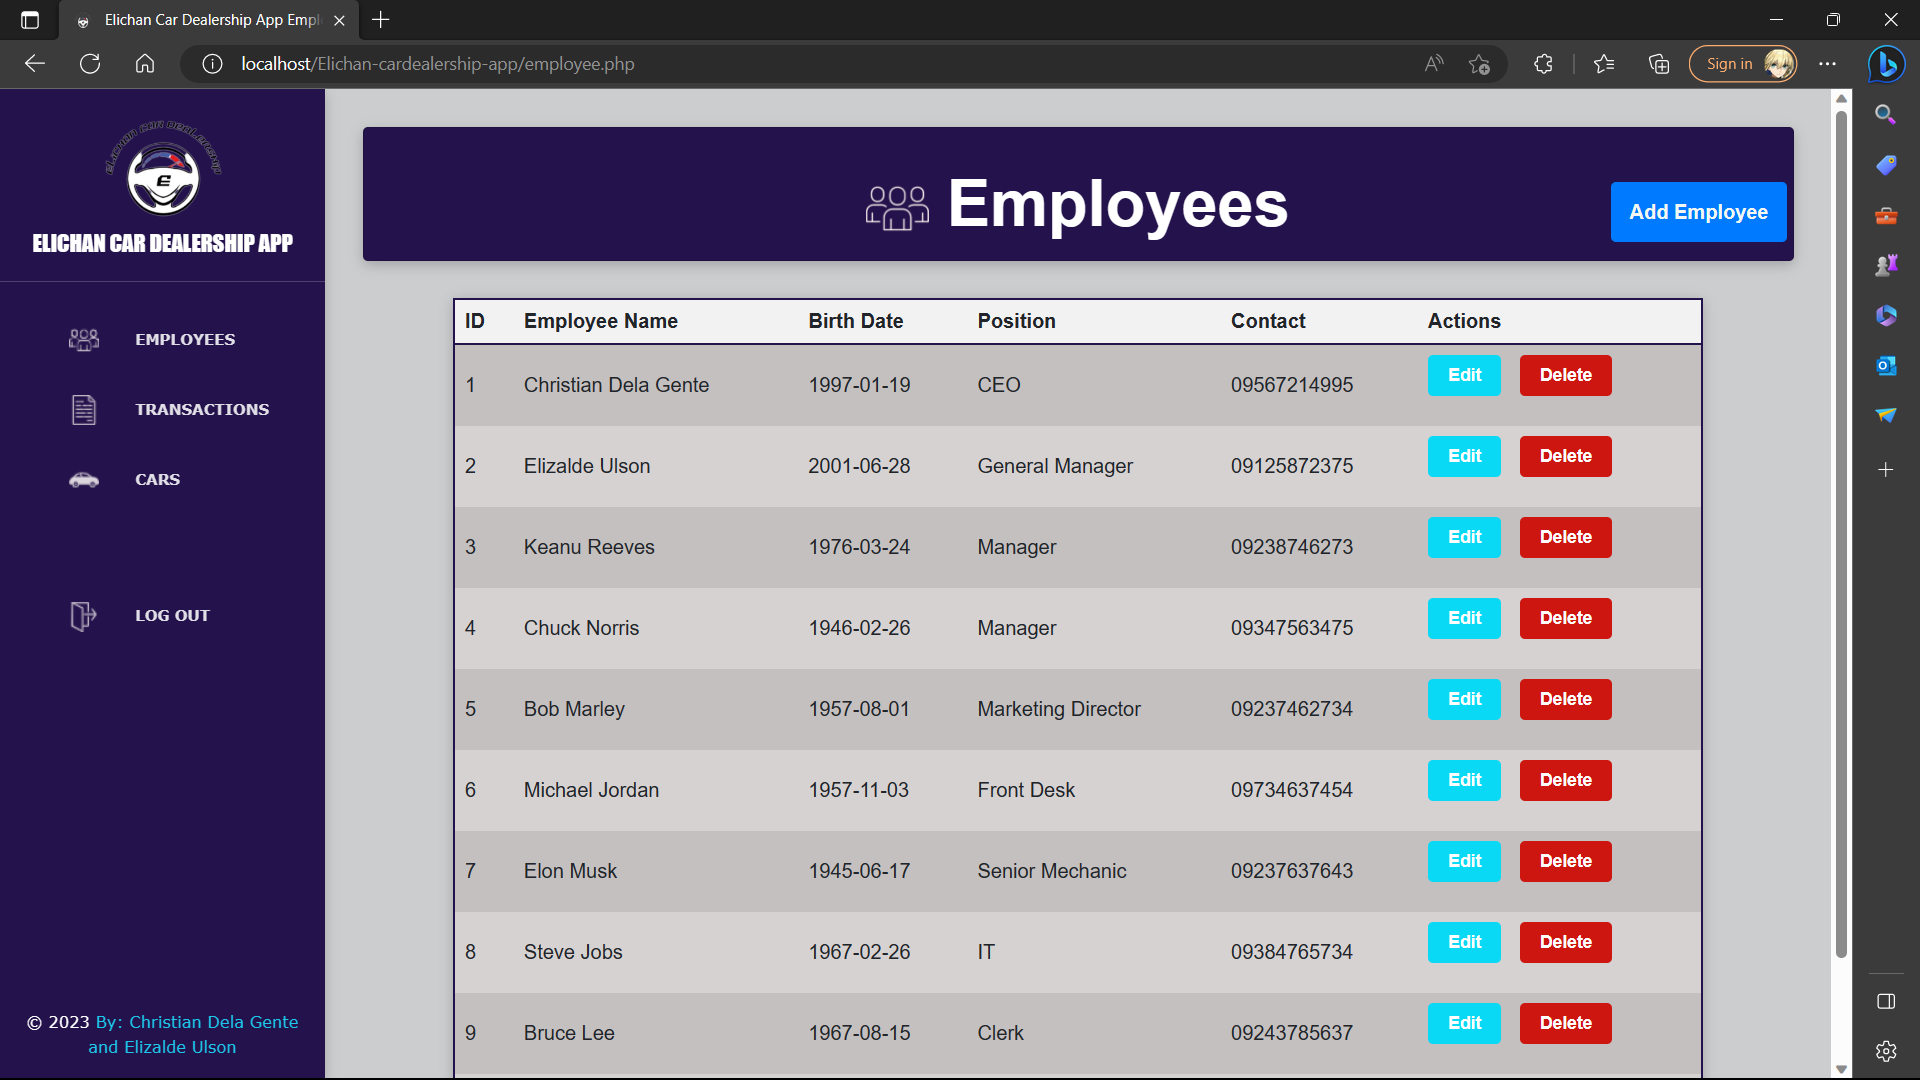 Elichan Car Dealership App Empl
localhost/Elichan-cardealership-app/employee.php
Sign in
ELICHAN CAR DEALERSHIP
E
ELICHAN CAR DEALERSHIP APP
EMPLOYEES
TRANSACTIONS
CARS
LOG OUT
© 2023 By: Christian Dela Gente
and Elizalde Ulson
Employees
Add Employee
ID Employee Name Birth Date Position Contact Actions
1 Christian Dela Gente 1997-01-19 CEO 09567214995 Edit Delete
2 Elizalde Ulson 2001-06-28 General Manager 09125872375 Edit Delete
3 Keanu Reeves 1976-03-24 Manager 09238746273 Edit Delete
4 Chuck Norris 1946-02-26 Manager 09347563475 Edit Delete
5 Bob Marley 1957-08-01 Marketing Director 09237462734 Edit Delete
6 Michael Jordan 1957-11-03 Front Desk 09734637454 Edit Delete
7 Elon Musk 1945-06-17 Senior Mechanic 09237637643 Edit Delete
8 Steve Jobs 1967-02-26 IT 09384765734 Edit Delete
9 Bruce Lee 1967-08-15 Clerk 09243785637 Edit Delete